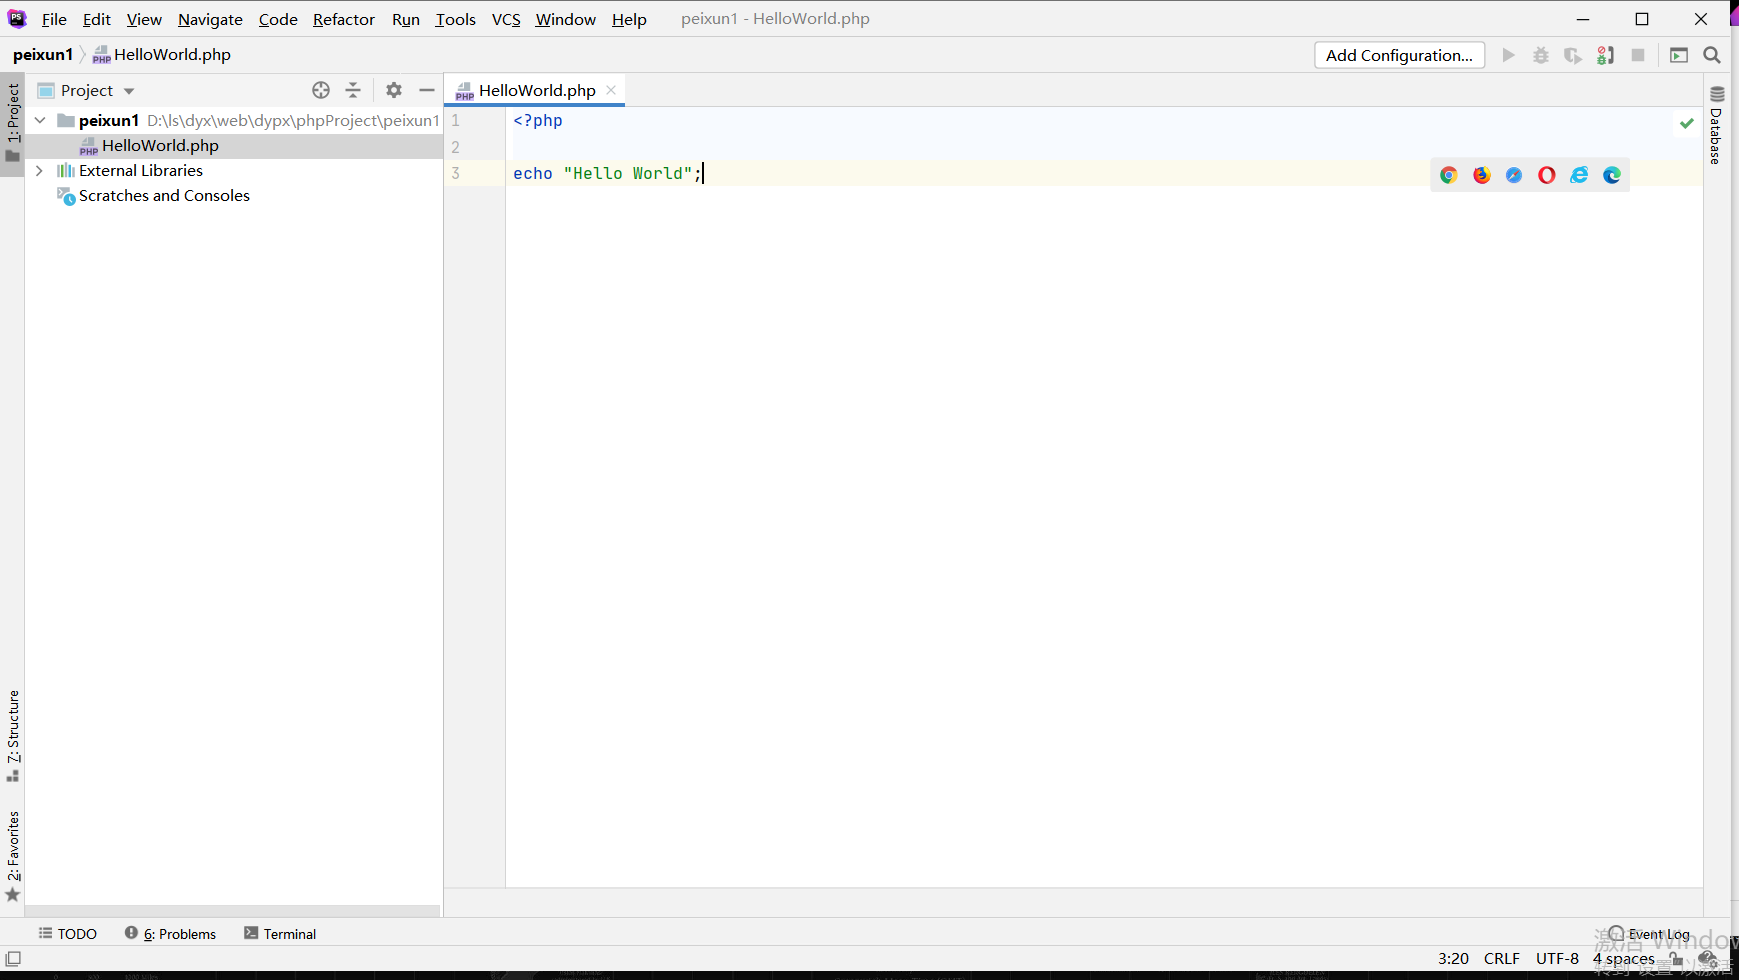 File Edit View Navigate Code Refactor Run Tools VCS Window Help peixun1 - HelloWorld.php
peixun1 HelloWorld.php Add Configuration...
Project
HelloWorld.php
1: Project
peixun1 D:\ls\dyx\web\dypx\phpProject\peixun1
HelloWorld.php
External Libraries
Scratches and Consoles
1 <?php
2
3 echo "Hello World";
Database
7: Structure
2: Favorites
TODO 6: Problems Terminal Event Log
激活 Window
3:20 CRLF UTF-8 4 spaces
转到"设置"以激活